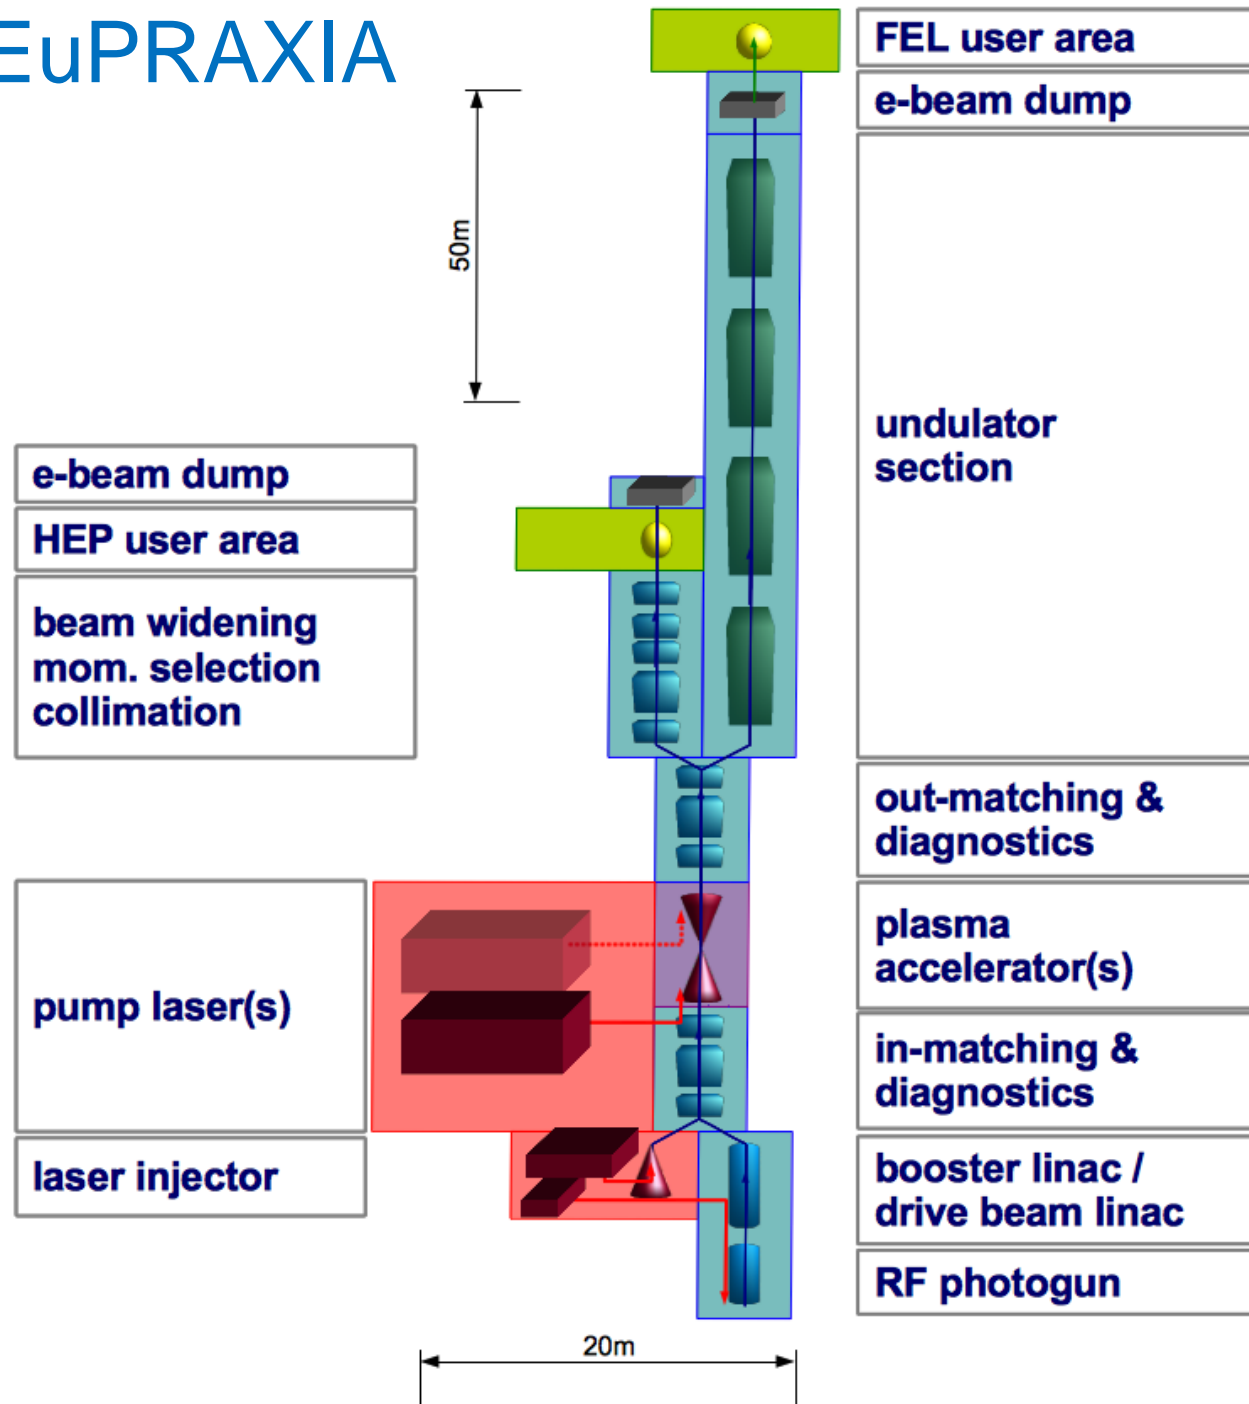 EuPRAXIA
FEL user area
e-beam dump
50m
undulator
section
e-beam dump
HEP user area
beam widening
mom. selection
collimation
out-matching &
diagnostics
plasma
accelerator(s)
pump laser(s)
in-matching &
diagnostics
laser injector
booster linac /
drive beam linac
RF photogun
20m